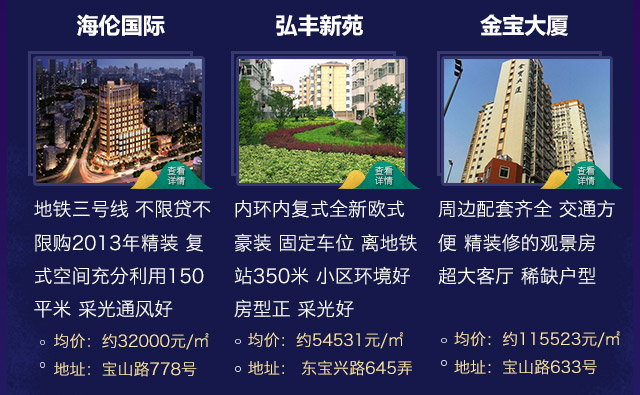 海伦国际
查看
详情
地铁三号线 不限贷不
限购2013年精装 复
式空间充分利用150
平米 采光通风好
均价：约32000元/㎡
地址：宝山路778号
弘丰新苑
查看
详情
内环内复式全新欧式
豪装 固定车位 离地铁
站350米 小区环境好
房型正 采光好
均价：约54531元/㎡
地址： 东宝兴路645弄
金宝大厦
金宝大厦
查看
详情
周边配套齐全 交通方
便 精装修的观景房
超大客厅 稀缺户型
均价：约115523元/㎡
地址：宝山路633号